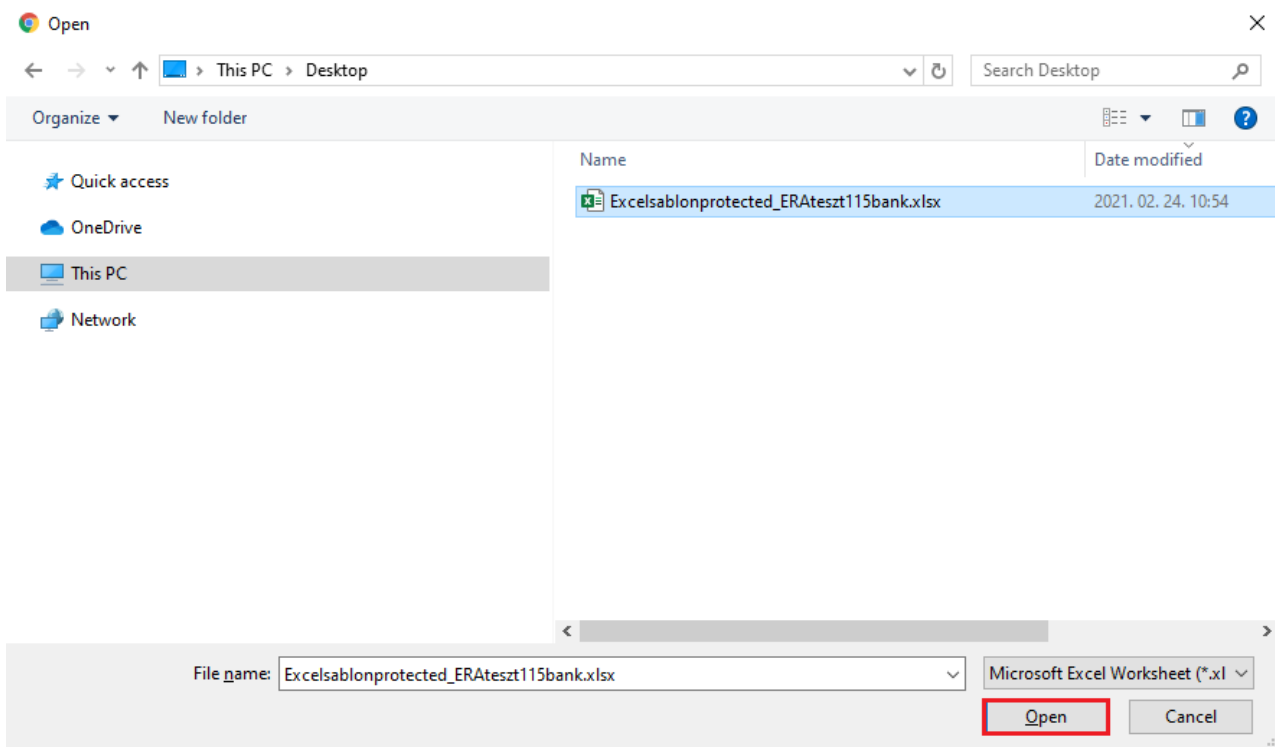 Open
This PC > Desktop
Search Desktop
Organize
New folder
?
Name
Date modified
Quick access
Excelsablonprotected_ERAteszt115bank.xlsx
2021. 02. 24. 10:54
OneDrive
This PC
Network
File name:
Excelsablonprotected_ERAteszt115bank.xlsx
Microsoft Excel Worksheet (*.xl
Open
Cancel